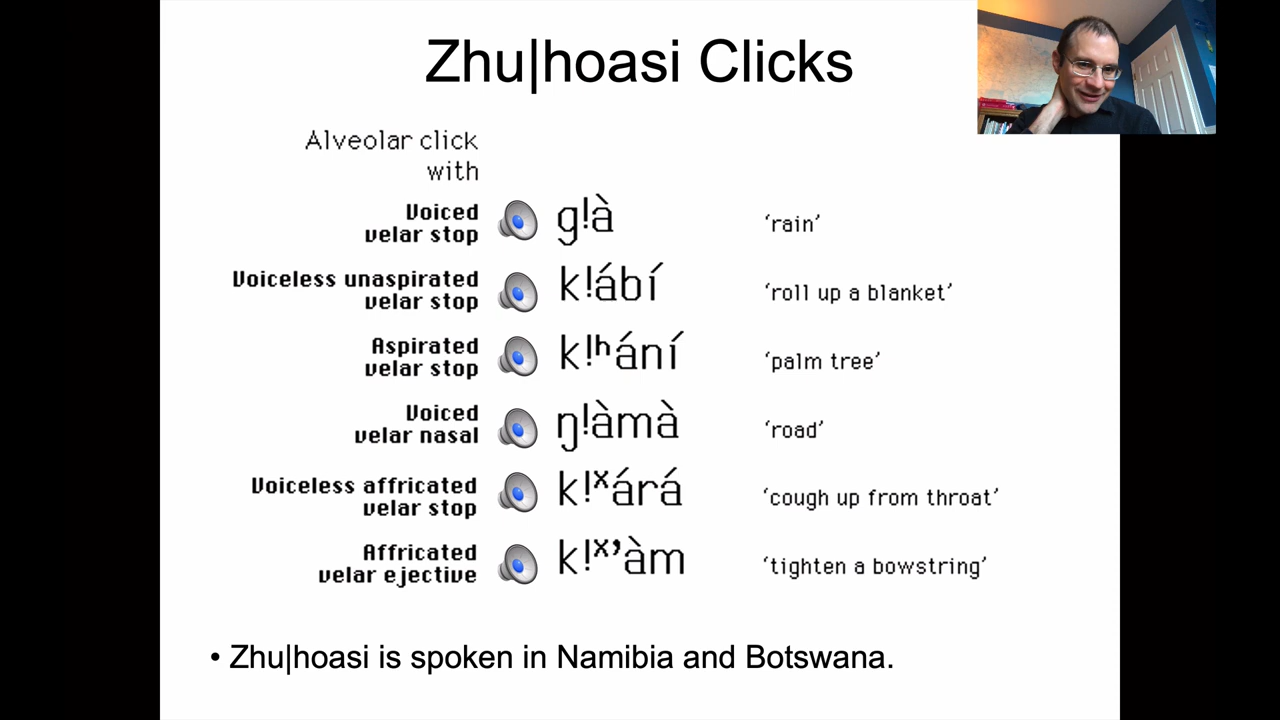 Zhu|hoasi Clicks
Alveolar click
with
Voiced
velar stop
g!à
‘rain’
Voiceless unaspirated
velar stop
k!ábí
‘roll up a blanket’
Aspirated
velar stop
k!ʰání
‘palm tree’
Voiced
velar nasal
ŋ!àmà
‘road’
Voiceless affricated
velar stop
k!ˣárá
‘cough up from throat’
Affricated
velar ejective
k!ˣ’àm
‘tighten a bowstring’
• Zhu|hoasi is spoken in Namibia and Botswana.